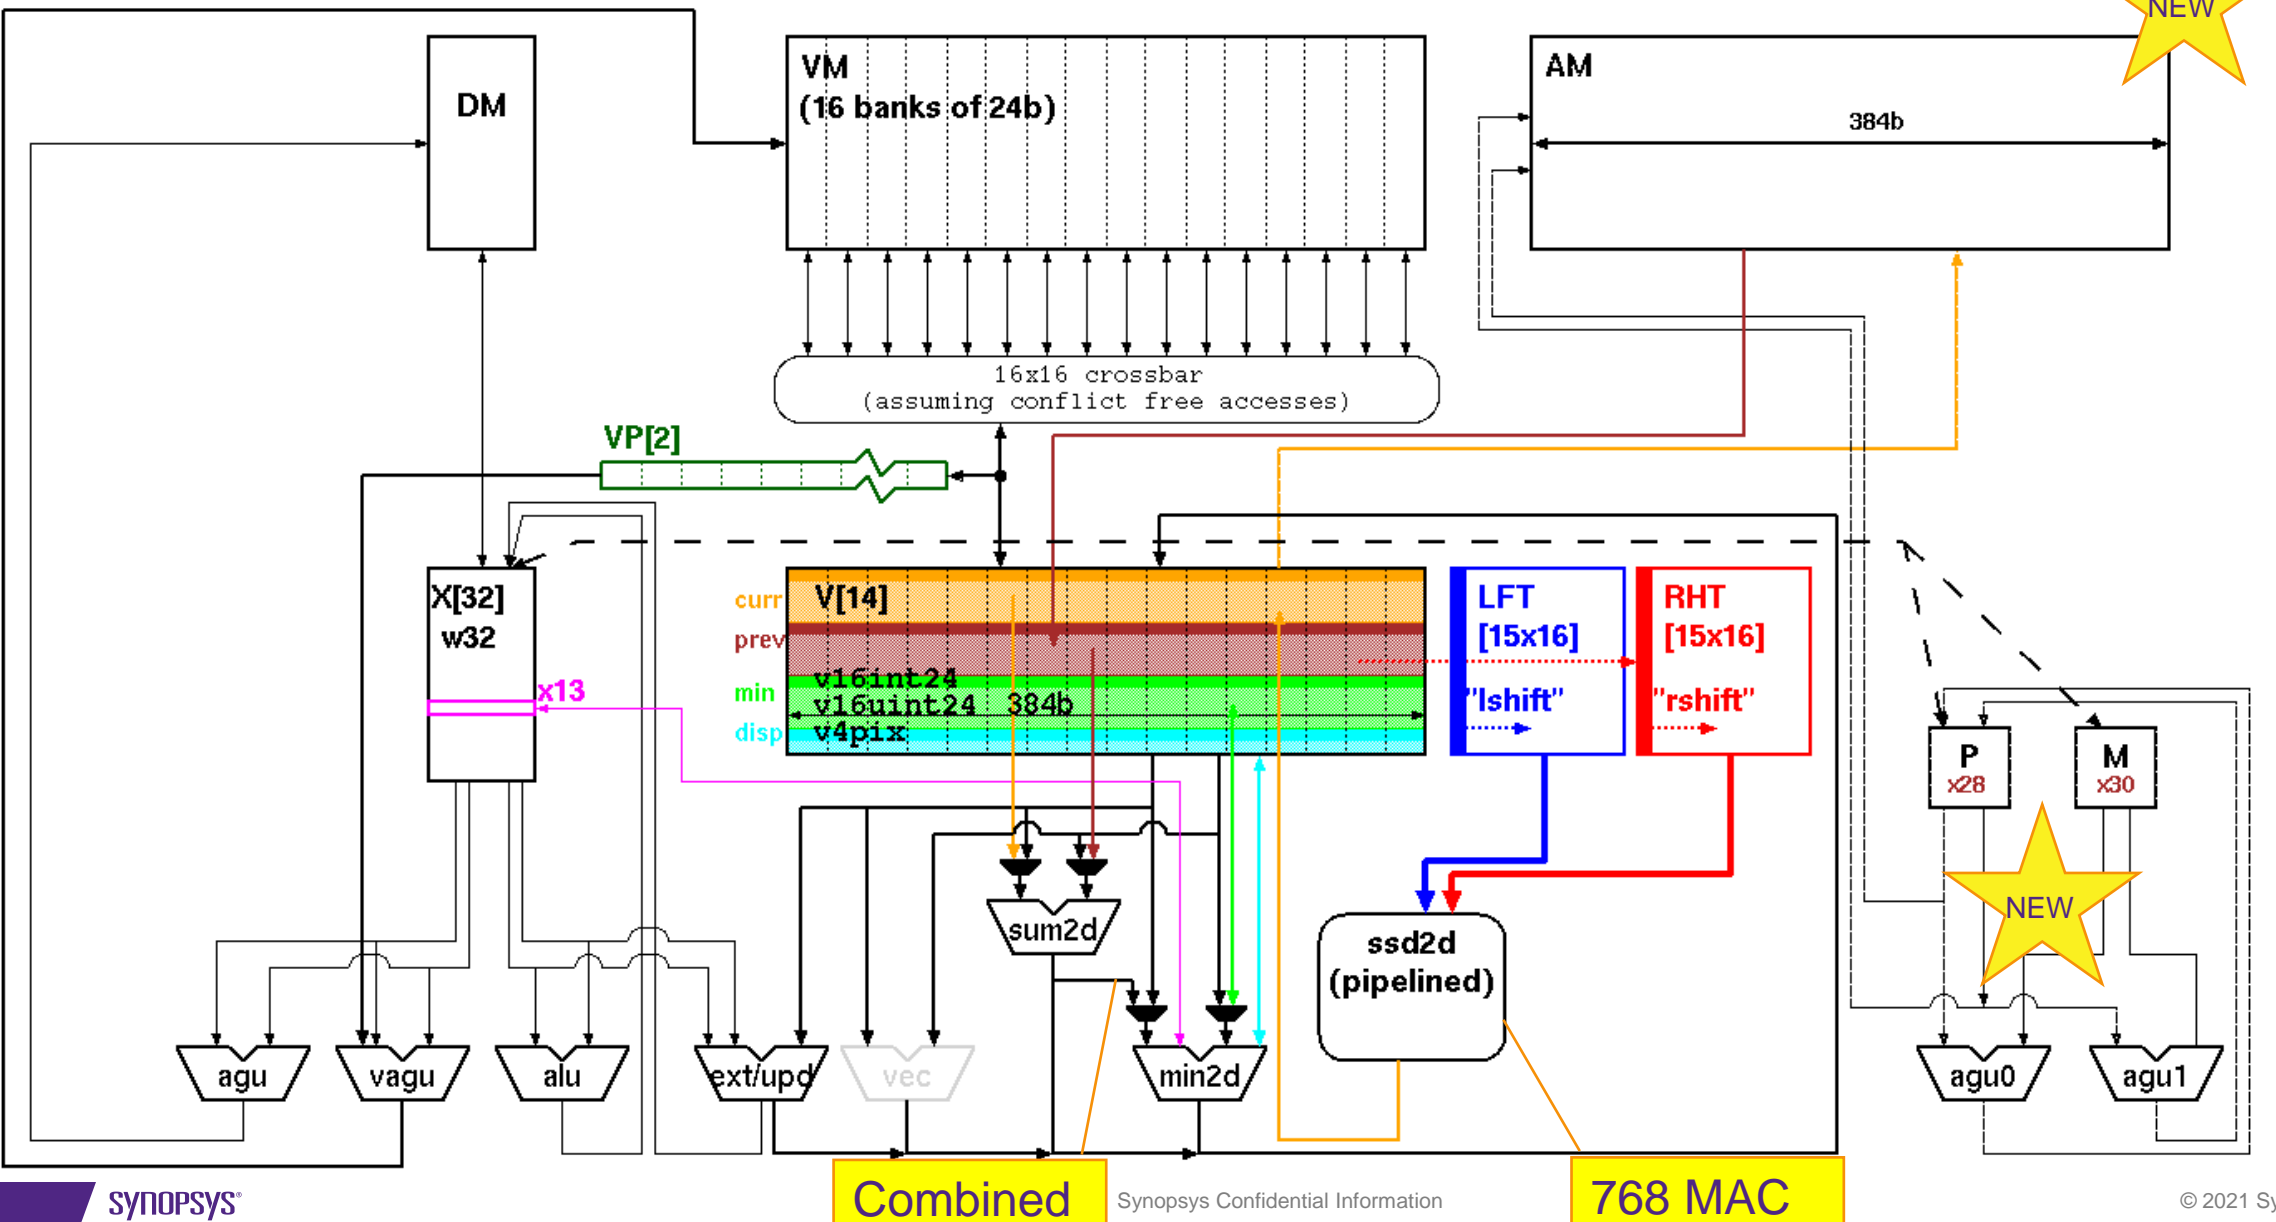 NEW
DM
VM
(16 banks of 24b)
AM
384b
16x16 crossbar
(assuming conflict free accesses)
VP[2]
X[32]
w32
x13
curr
prev
min
disp
V[14]
v16int24
v16uint24 384b
v4pix
LFT
[15x16]
"lshift"
RHT
[15x16]
"rshift"
P
x28
M
x30
NEW
sum2d
ssd2d
(pipelined)
agu
vagu
alu
ext/upd
vec
min2d
agu0
agu1
SYNOPSYS®
Combined
Synopsys Confidential Information
768 MAC
© 2021 Sy